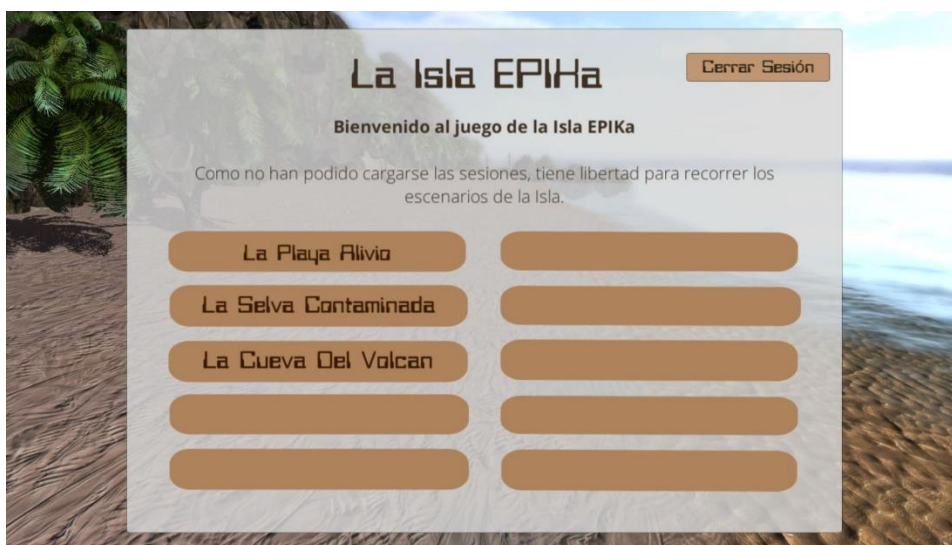 La Isla EPIKa
Cerrar Sesión
Bienvenido al juego de la Isla EPIKa
Como no han podido cargarse las sesiones, tiene libertad para recorrer los
escenarios de la Isla.
La Playa Alivio
La Selva Contaminada
La Cueva Del Volcan